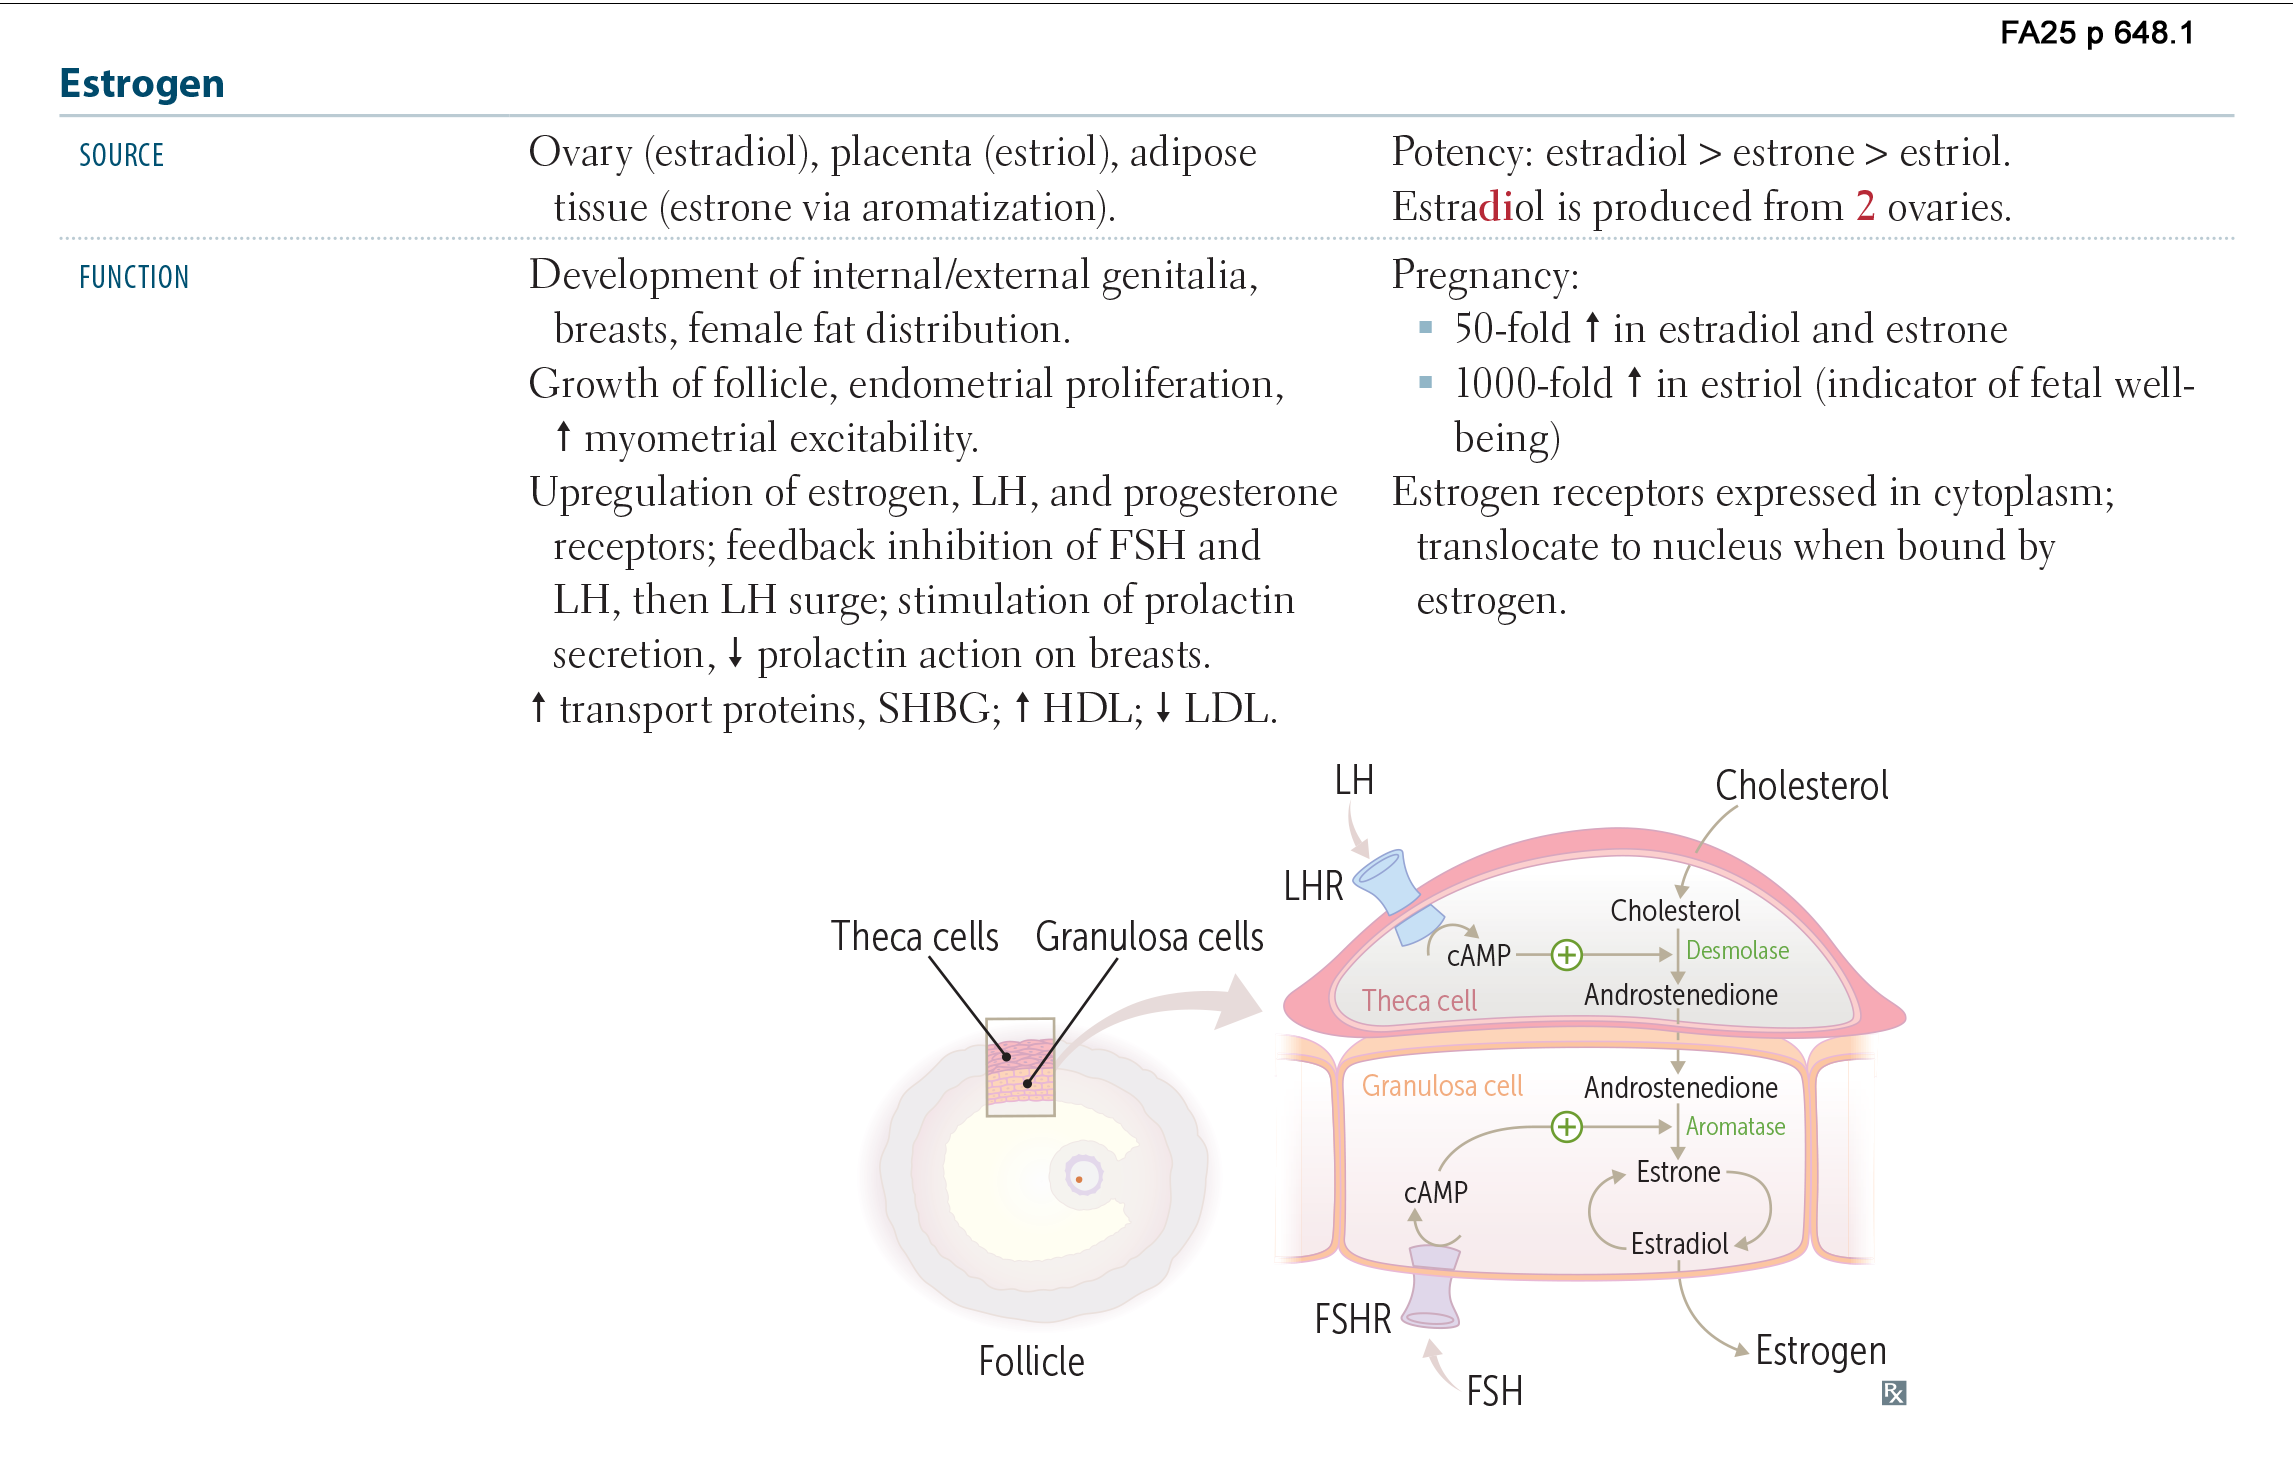 FA25 p 648.1
Estrogen
SOURCE
Ovary (estradiol), placenta (estriol), adipose
tissue (estrone via aromatization).
Potency: estradiol > estrone > estriol.
Estradiol is produced from 2 ovaries.
FUNCTION
Development of internal/external genitalia,
breasts, female fat distribution.
Growth of follicle, endometrial proliferation,
↑ myometrial excitability.
Upregulation of estrogen, LH, and progesterone
receptors; feedback inhibition of FSH and
LH, then LH surge; stimulation of prolactin
secretion, ↓ prolactin action on breasts.
↑ transport proteins, SHBG; ↑ HDL; ↓ LDL.
Pregnancy:
▪ 50-fold ↑ in estradiol and estrone
▪ 1000-fold ↑ in estriol (indicator of fetal well-
being)
Estrogen receptors expressed in cytoplasm;
translocate to nucleus when bound by
estrogen.
Theca cells
Granulosa cells
Follicle
LH
Cholesterol
LHR
Cholesterol
cAMP
+
Desmolase
Theca cell
Androstenedione
Granulosa cell
Androstenedione
+
Aromatase
Estrone
cAMP
Estradiol
FSHR
Estrogen
FSH
Rx